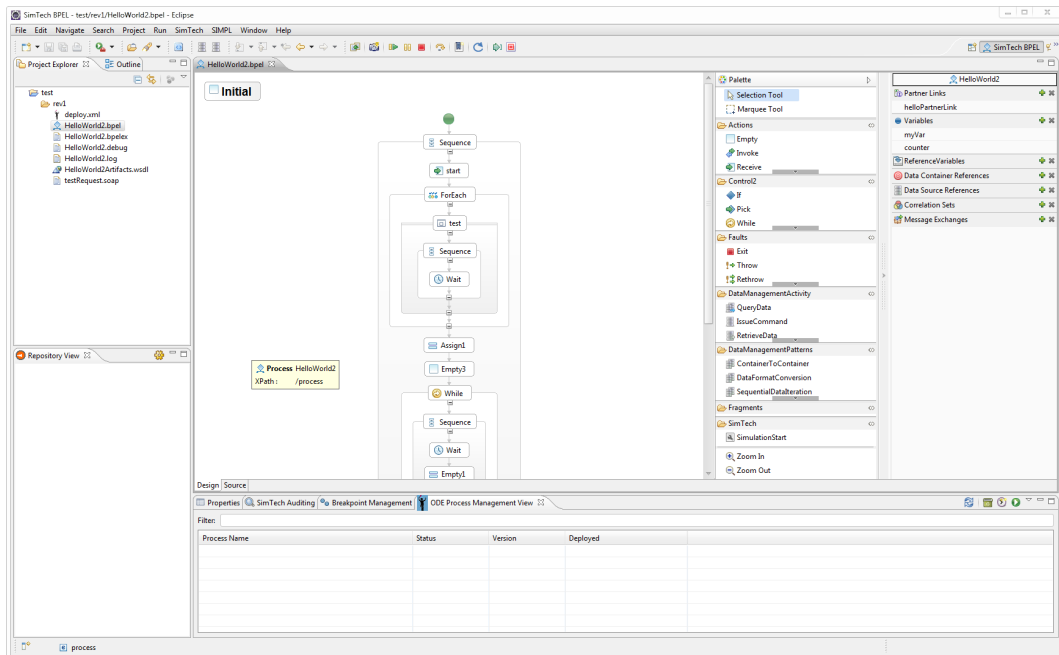 SimTech BPEL - test/rev1/HelloWorld2.bpel - Eclipse
File Edit Navigate Search Project Run SimTech SIMPL Window Help
SimTech BPEL
Project Explorer
Outline
test
rev1
deploy.xml
HelloWorld2.bpel
HelloWorld2.bpelex
HelloWorld2.debug
HelloWorld2.log
HelloWorld2Artifacts.wsdl
testRequest.soap
Repository View
HelloWorld2.bpel
Initial
Sequence
start
ForEach
test
Sequence
Wait
Assign1
Empty3
While
Sequence
Wait
Empty1
Process HelloWorld2
XPath: /process
Design Source
Palette
Selection Tool
Marquee Tool
Actions
Empty
Invoke
Receive
Control2
If
Pick
While
Faults
Exit
Throw
Rethrow
DataManagementActivity
QueryData
IssueCommand
RetrieveData
DataManagementPatterns
ContainerToContainer
DataFormatConversion
SequentialDataIteration
Fragments
SimTech
SimulationStart
Zoom In
Zoom Out
HelloWorld2
Partner Links
helloPartnerLink
Variables
myVar
counter
ReferenceVariables
Data Container References
Data Source References
Correlation Sets
Message Exchanges
Properties SimTech Auditing Breakpoint Management ODE Process Management View
Filter:
Process Name Status Version Deployed
process